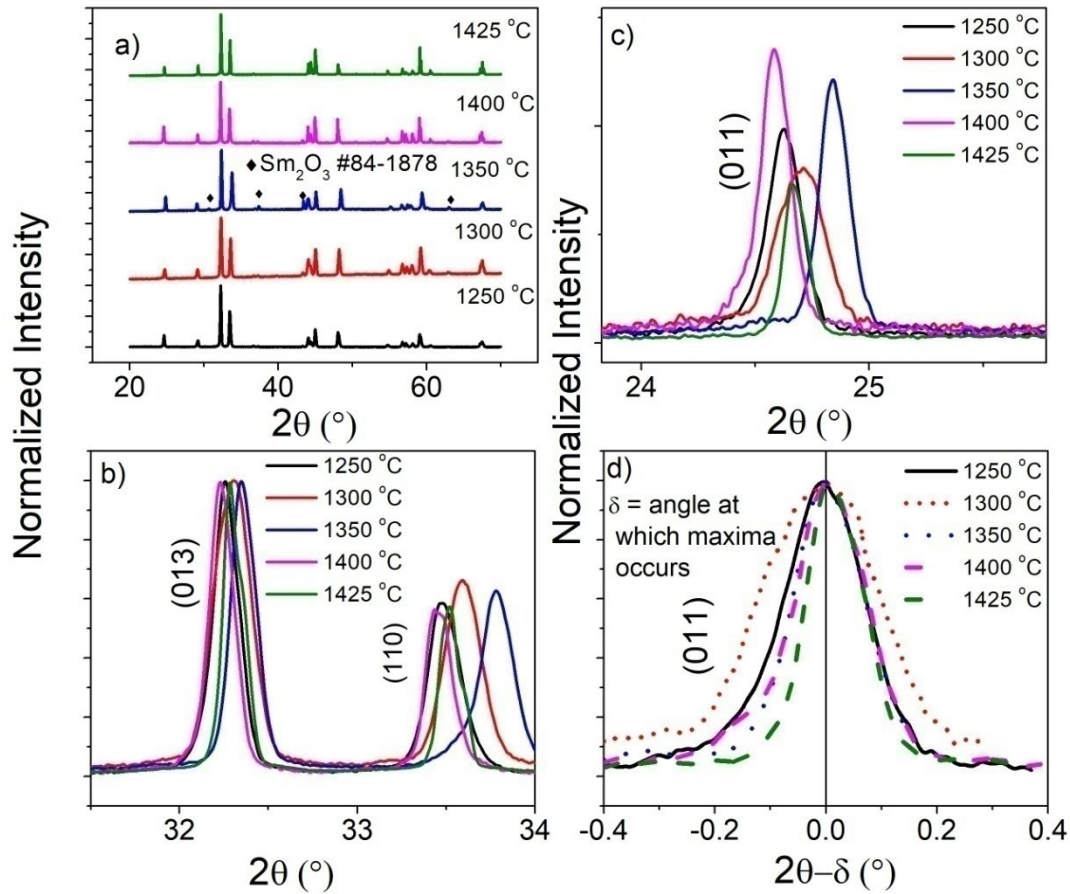 Normalized Intensity
a)
1425 °C
1400 °C
1350 °C
♦Sm₂O₃ #84-1878
1300 °C
1250 °C
20 40 60
2θ (°)
Normalized Intensity
c)
1250 °C
1300 °C
1350 °C
1400 °C
1425 °C
(011)
24 25
2θ (°)
b)
1250 °C
1300 °C
1350 °C
1400 °C
1425 °C
(013)
(110)
32 33 34
2θ (°)
d)
1250 °C
1300 °C
1350 °C
1400 °C
1425 °C
δ = angle at
which maxima
occurs
(011)
-0.4 -0.2 0.0 0.2 0.4
2θ−δ (°)